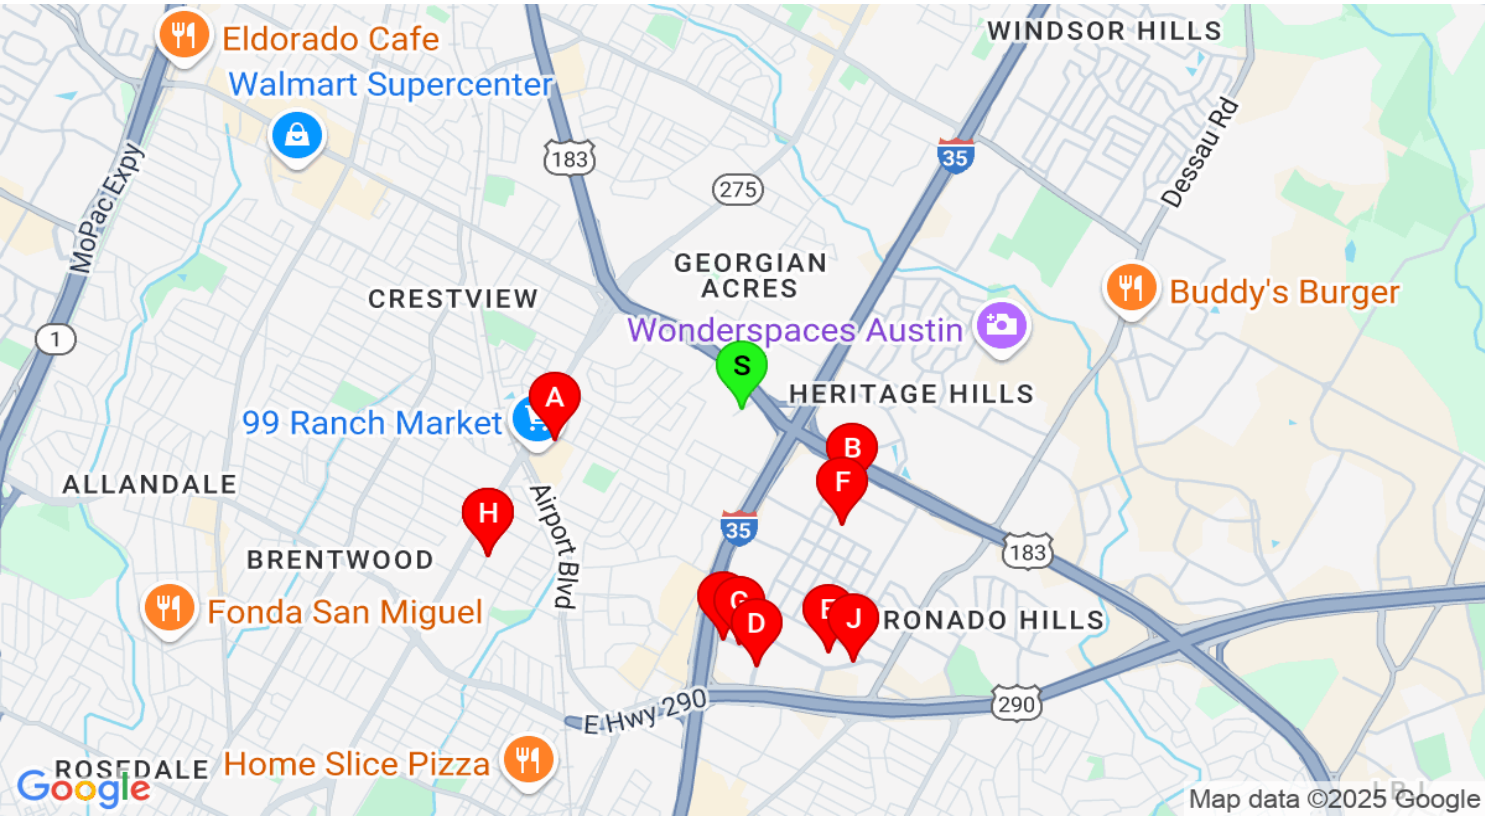 WINDSOR HILLS
Eldorado Cafe
Walmart Supercenter
Dessau Rd
MoPac Expy
183
35
275
GEORGIAN
ACRES
CRESTVIEW
Buddy's Burger
Wonderspaces Austin
1
S
HERITAGE HILLS
A
99 Ranch Market
B
F
ALLANDALE
H
Airport Blvd
35
183
BRENTWOOD
G
D
E
J
RONADO HILLS
Fonda San Miguel
E Hwy 290
290
Home Slice Pizza
ROSEDALE
Google
Map data ©2025 Google